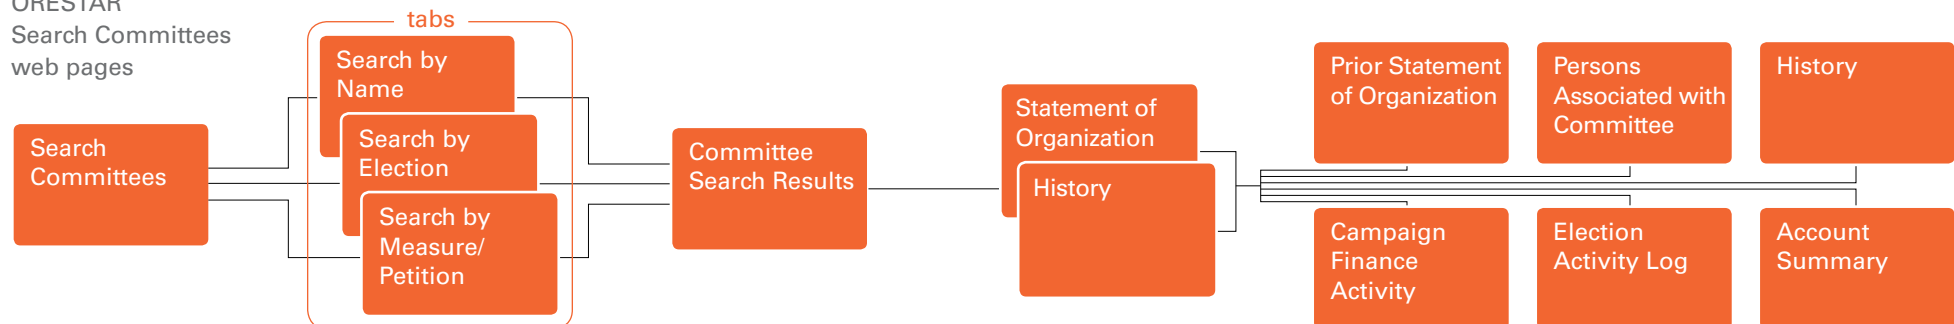 ORESTAR
Search Committees
web pages
tabs
Search
Committees
Search by
Name
Search by
Election
Search by
Measure/
Petition
Committee
Search Results
Statement of
Organization
History
Prior Statement
of Organization
Persons
Associated with
Committee
History
Campaign
Finance
Activity
Election
Activity Log
Account
Summary